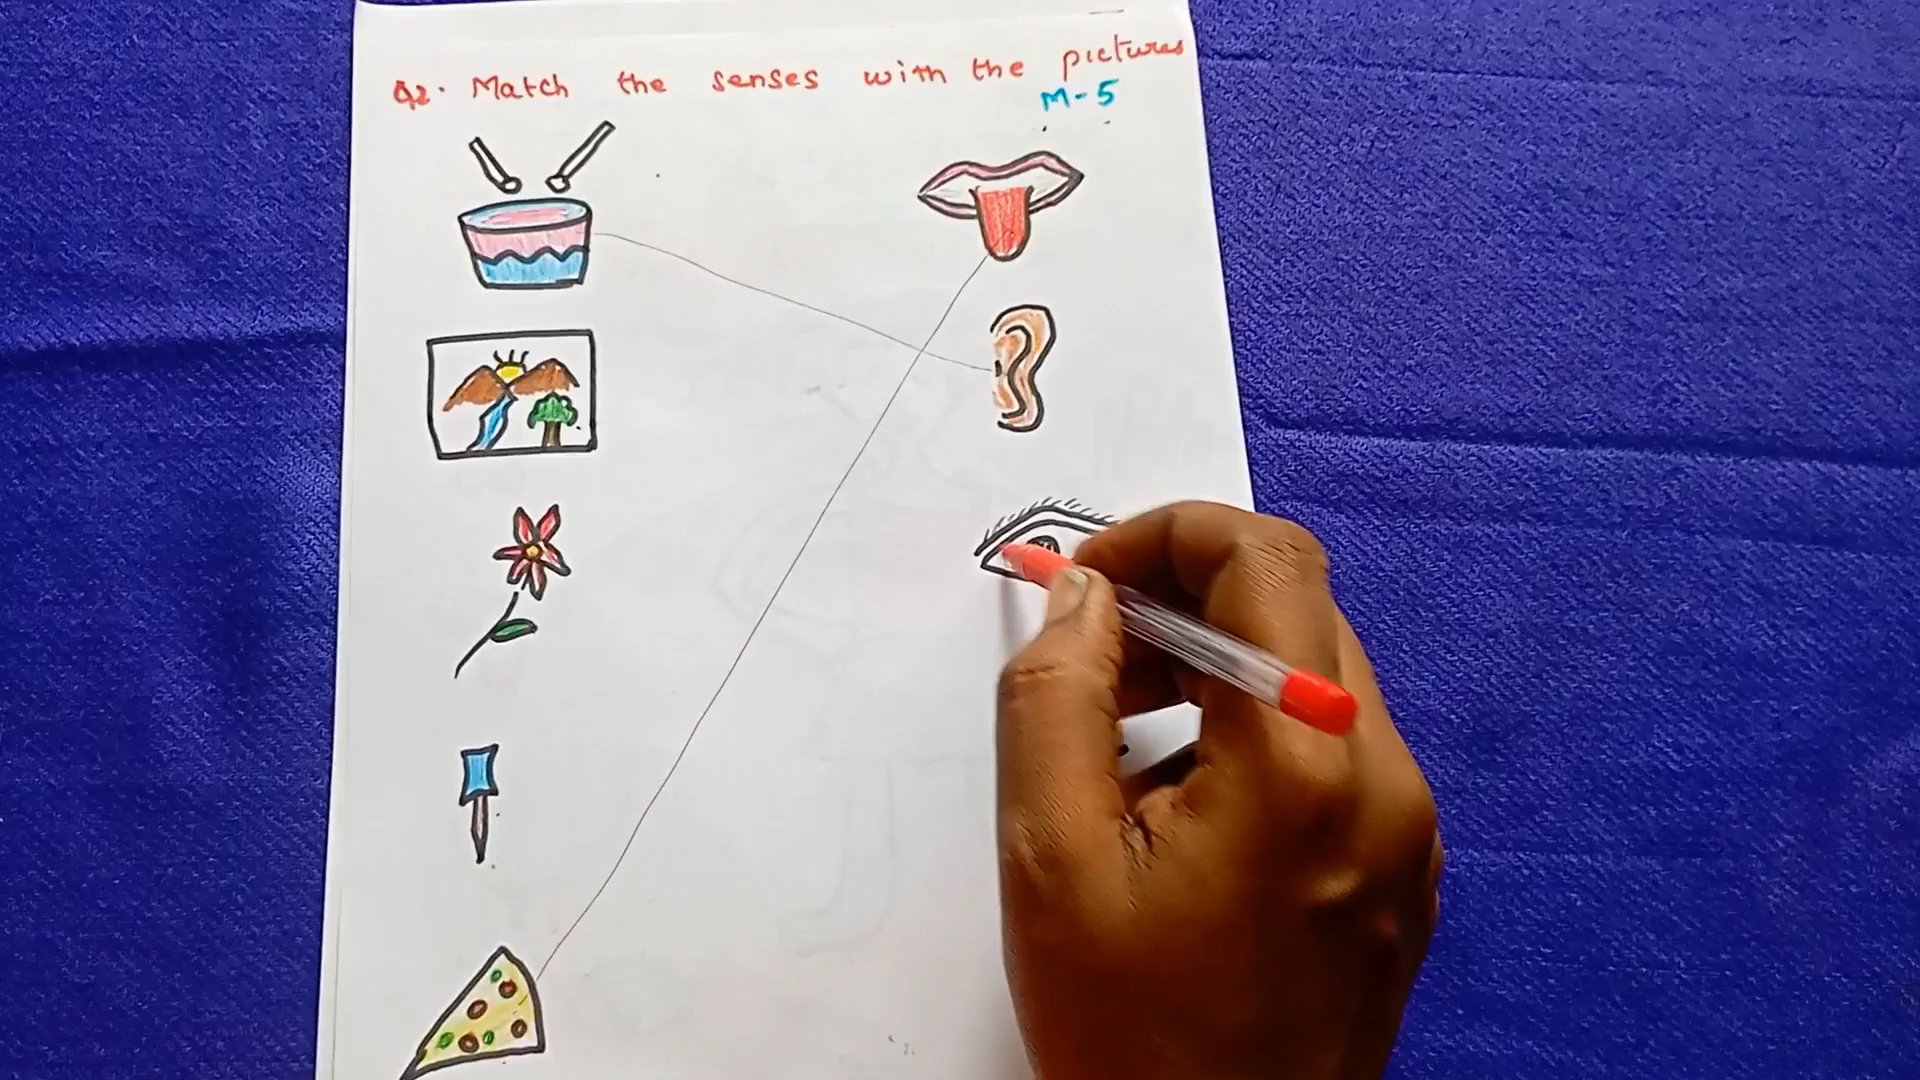 Q2. Match the senses with the pictures
M-5